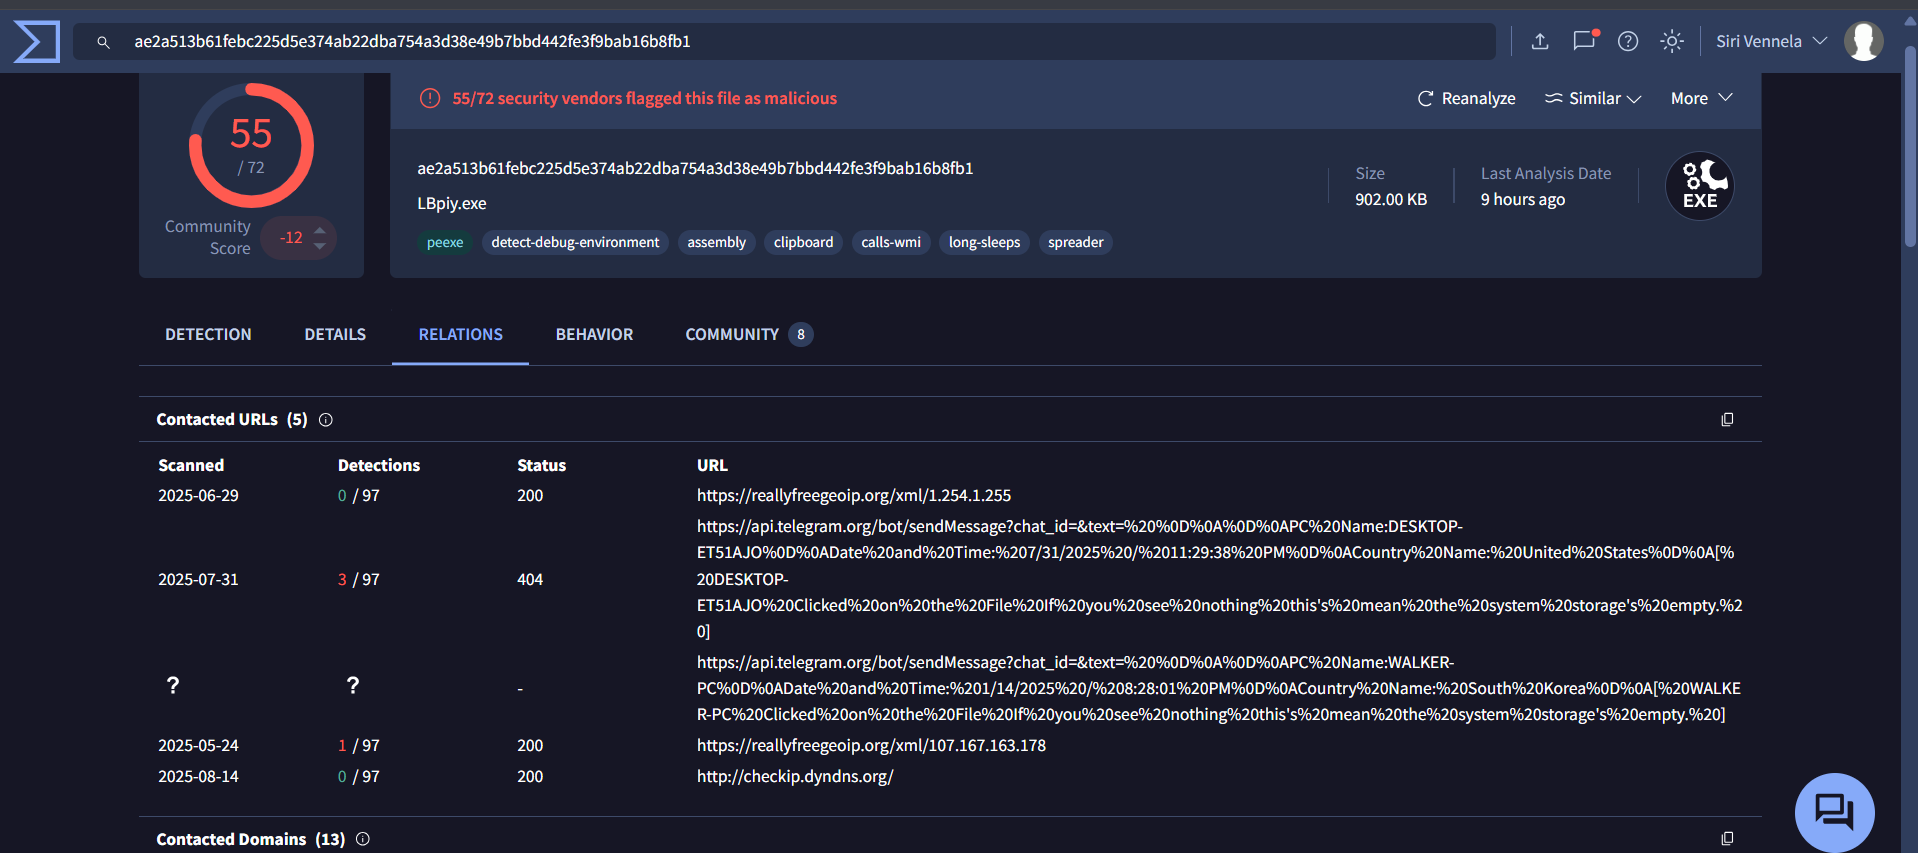 ae2a513b61febc225d5e374ab22dba754a3d38e49b7bbd442fe3f9bab16b8fb1
Siri Vennela
55
/ 72
Community
Score
-12
55/72 security vendors flagged this file as malicious
Reanalyze
Similar
More
ae2a513b61febc225d5e374ab22dba754a3d38e49b7bbd442fe3f9bab16b8fb1
LBpiy.exe
peexe detect-debug-environment assembly clipboard calls-wmi long-sleeps spreader
Size
902.00 KB
Last Analysis Date
9 hours ago
EXE
DETECTION DETAILS RELATIONS BEHAVIOR COMMUNITY 8
Contacted URLs (5)
Scanned Detections Status URL
2025-06-29 0 / 97 200 https://reallyfreegeoip.org/xml/1.254.1.255
2025-07-31 3 / 97 404 https://api.telegram.org/bot/sendMessage?chat_id=&text=%20%0D%0A%0D%0APC%20Name:DESKTOP-
ET51AJO%0D%0ADate%20and%20Time:%207/31/2025%20/%2011:29:38%20PM%0D%0ACountry%20Name:%20United%20States%0D%0A[%
20DESKTOP-
ET51AJO%20Clicked%20on%20the%20File%20If%20you%20see%20nothing%20this's%20mean%20the%20system%20storage's%20empty.%2
0]
? ? - https://api.telegram.org/bot/sendMessage?chat_id=&text=%20%0D%0A%0D%0APC%20Name:WALKER-
PC%0D%0ADate%20and%20Time:%201/14/2025%20/%208:28:01%20PM%0D%0ACountry%20Name:%20South%20Korea%0D%0A[%20WALKE
R-PC%20Clicked%20on%20the%20File%20If%20you%20see%20nothing%20this's%20mean%20the%20system%20storage's%20empty.%20]
2025-05-24 1 / 97 200 https://reallyfreegeoip.org/xml/107.167.163.178
2025-08-14 0 / 97 200 http://checkip.dyndns.org/
Contacted Domains (13)